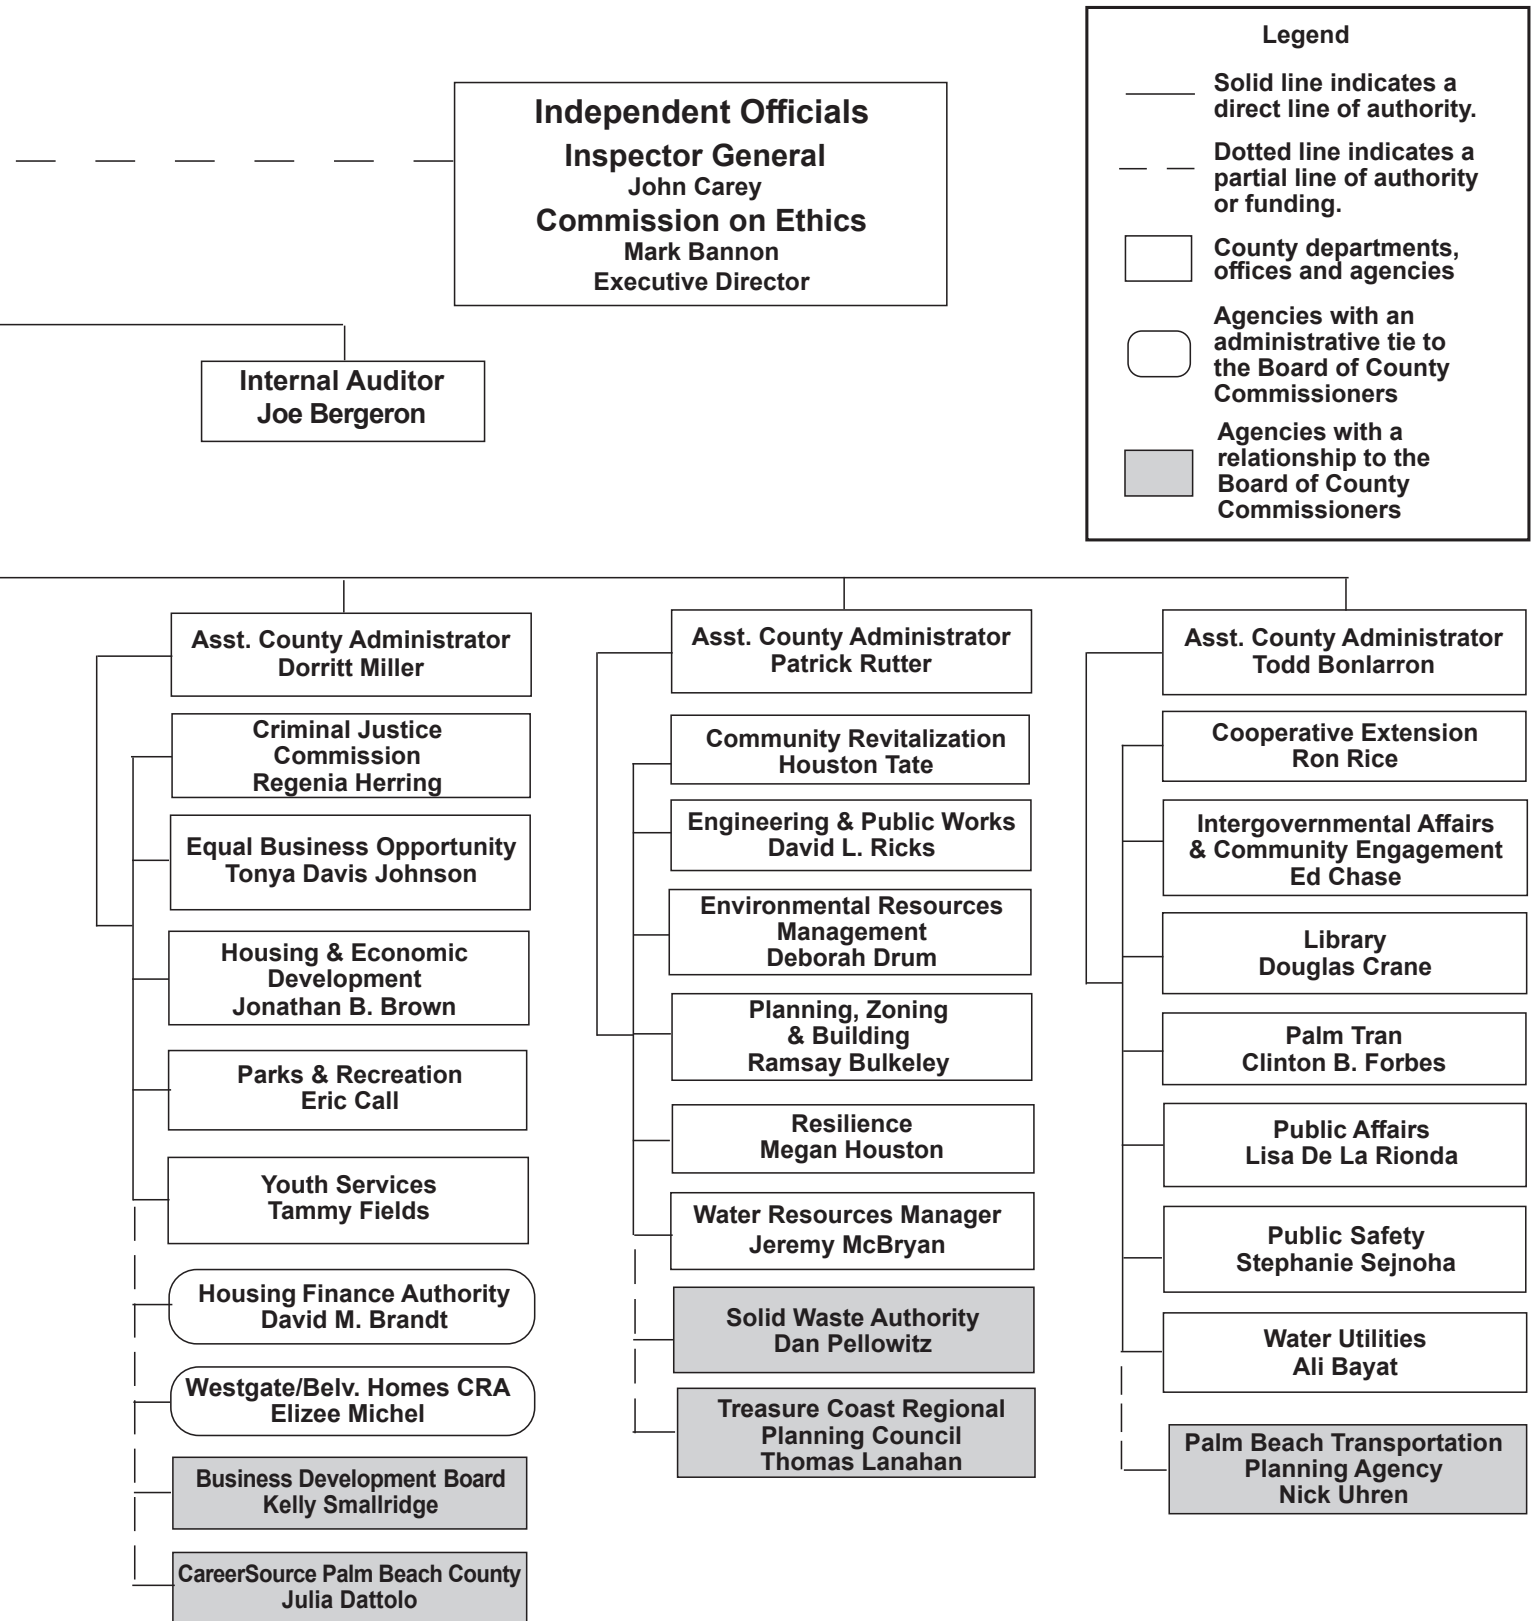 Legend
Solid line indicates a
direct line of authority.
Dotted line indicates a
partial line of authority
or funding.
County departments,
offices and agencies
Agencies with an
administrative tie to
the Board of County
Commissioners
Agencies with a
relationship to the
Board of County
Commissioners
Independent Officials
Inspector General
John Carey
Commission on Ethics
Mark Bannon
Executive Director
Internal Auditor
Joe Bergeron
Asst. County Administrator
Dorritt Miller
Criminal Justice
Commission
Regenia Herring
Equal Business Opportunity
Tonya Davis Johnson
Housing & Economic
Development
Jonathan B. Brown
Parks & Recreation
Eric Call
Youth Services
Tammy Fields
Housing Finance Authority
David M. Brandt
Westgate/Belv. Homes CRA
Elizee Michel
Business Development Board
Kelly Smallridge
CareerSource Palm Beach County
Julia Dattolo
Asst. County Administrator
Patrick Rutter
Community Revitalization
Houston Tate
Engineering & Public Works
David L. Ricks
Environmental Resources
Management
Deborah Drum
Planning, Zoning
& Building
Ramsay Bulkeley
Resilience
Megan Houston
Water Resources Manager
Jeremy McBryan
Solid Waste Authority
Dan Pellowitz
Treasure Coast Regional
Planning Council
Thomas Lanahan
Asst. County Administrator
Todd Bonlarron
Cooperative Extension
Ron Rice
Intergovernmental Affairs
& Community Engagement
Ed Chase
Library
Douglas Crane
Palm Tran
Clinton B. Forbes
Public Affairs
Lisa De La Rionda
Public Safety
Stephanie Sejnoha
Water Utilities
Ali Bayat
Palm Beach Transportation
Planning Agency
Nick Uhren